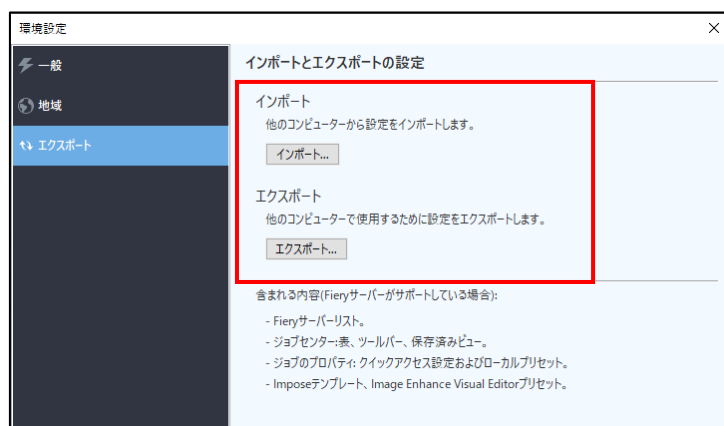 環境設定
一般
地域
エクスポート
インポートとエクスポートの設定
インポート
他のコンピューターから設定をインポートします。
インポート...
エクスポート
他のコンピューターで使用するために設定をエクスポートします。
エクスポート...
含まれる内容(Fieryサーバーがサポートしている場合):
- Fieryサーバーリスト。
- ジョブセンター:表、ツールバー、保存済みビュー。
- ジョブのプロパティ: クイックアクセス設定およびローカルプリセット。
- Imposeテンプレート、Image Enhance Visual Editorプリセット。